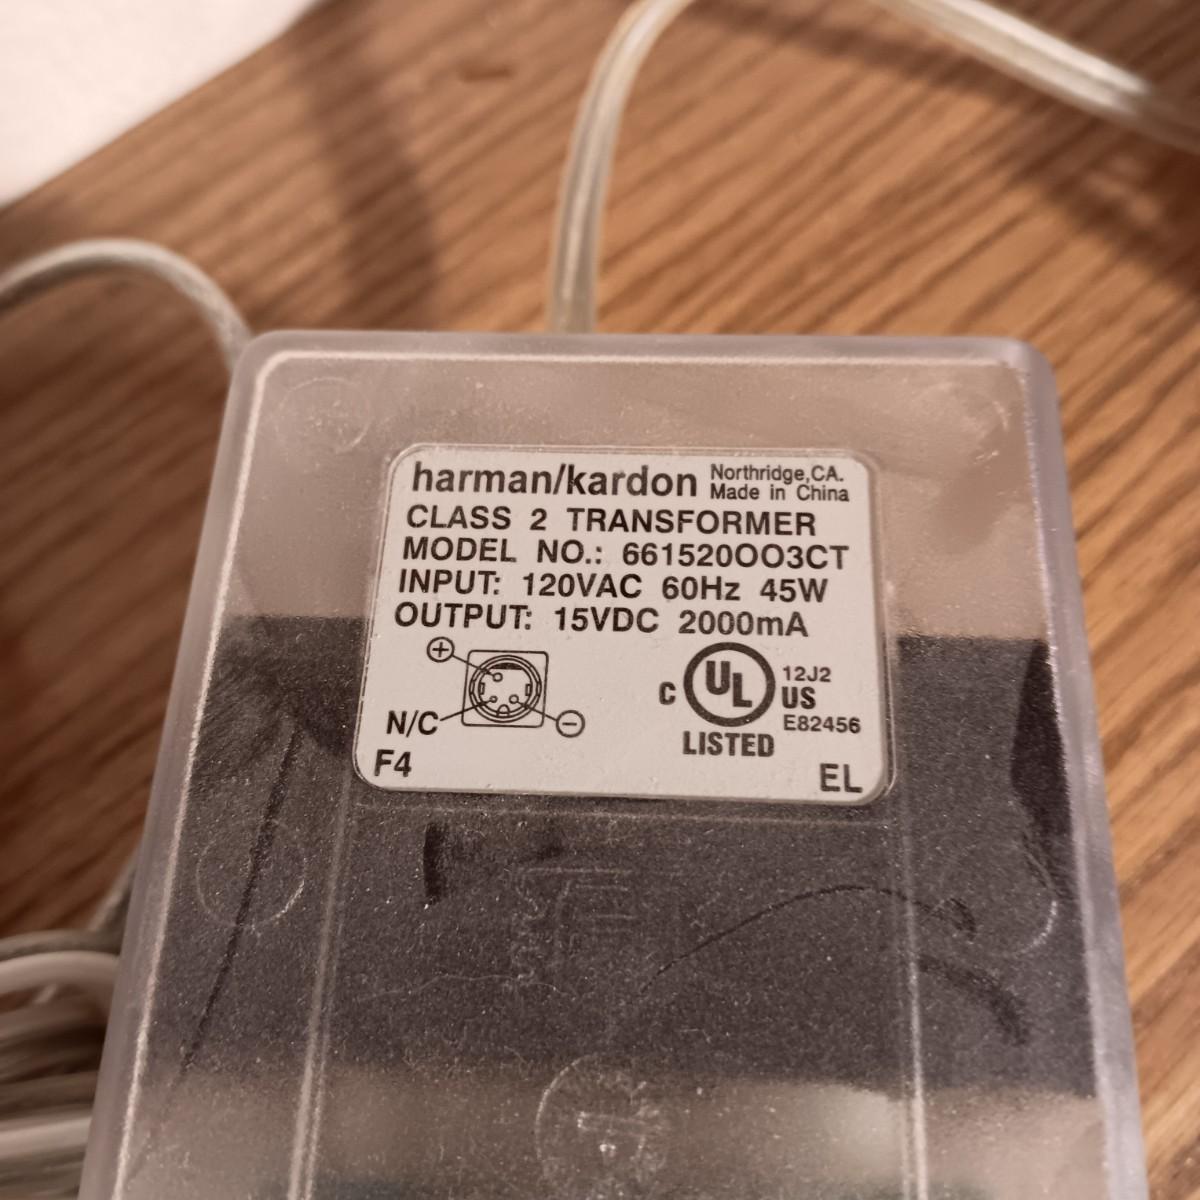 harman/kardon Northridge,CA.
Made in China
CLASS 2 TRANSFORMER
MODEL NO.: 66152OOO3CT
INPUT: 120VAC 60Hz 45W
OUTPUT: 15VDC 2000mA
+
N/C
−
C UL US
12J2
E82456
LISTED
F4
EL